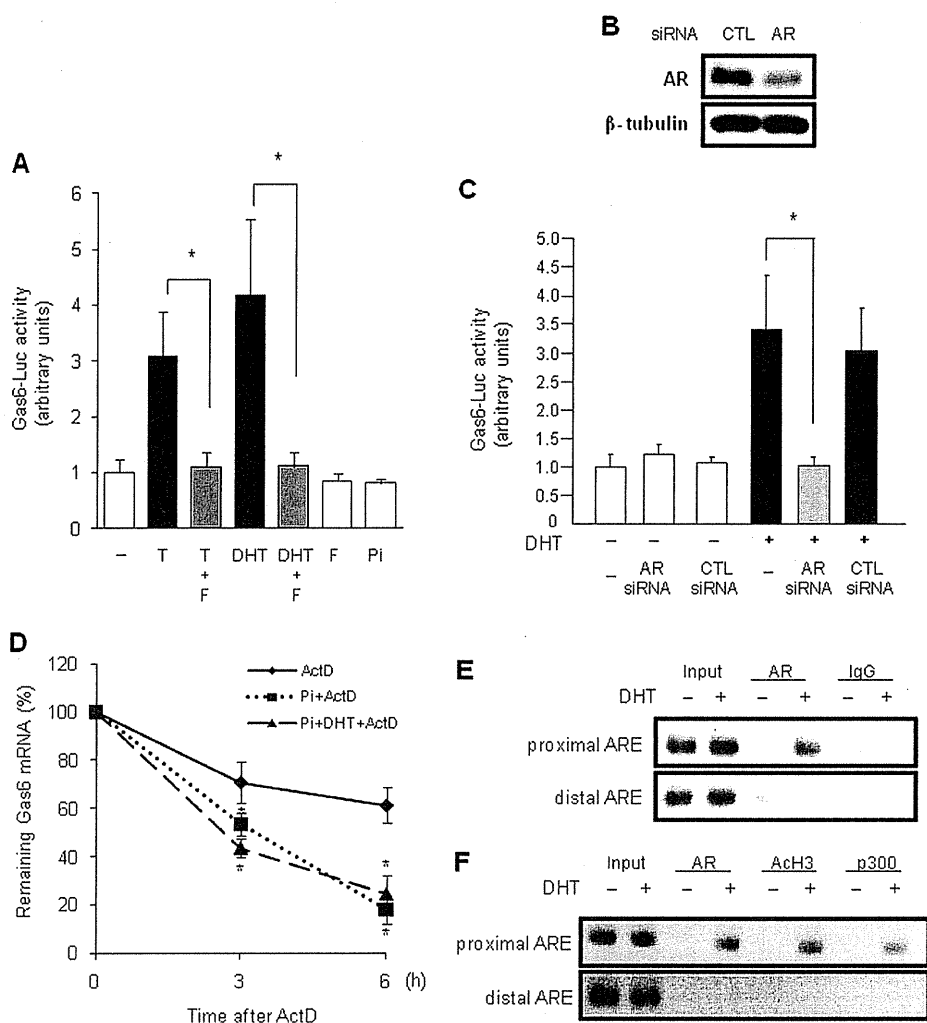 B
siRNA CTL AR
AR
β-tubulin
A
*
*
Gas6-Luc activity
(arbitrary units)
6
5
4
3
2
1
0
– T T + F DHT DHT + F F Pi
C
*
Gas6-Luc activity
(arbitrary units)
5.0
4.5
4.0
3.5
3.0
2.5
2.0
1.5
1.0
0.5
0
DHT – – – + + +
– AR siRNA CTL siRNA – AR siRNA CTL siRNA
D
Remaining Gas6 mRNA (%)
120
100
80
60
40
20
0
ActD
Pi+ActD
Pi+DHT+ActD
*
*
*
*
0 3 6 (h)
Time after ActD
E
Input AR IgG
DHT – + – + – +
proximal ARE
distal ARE
F
Input AR AcH3 p300
DHT – + – + – + – +
proximal ARE
distal ARE